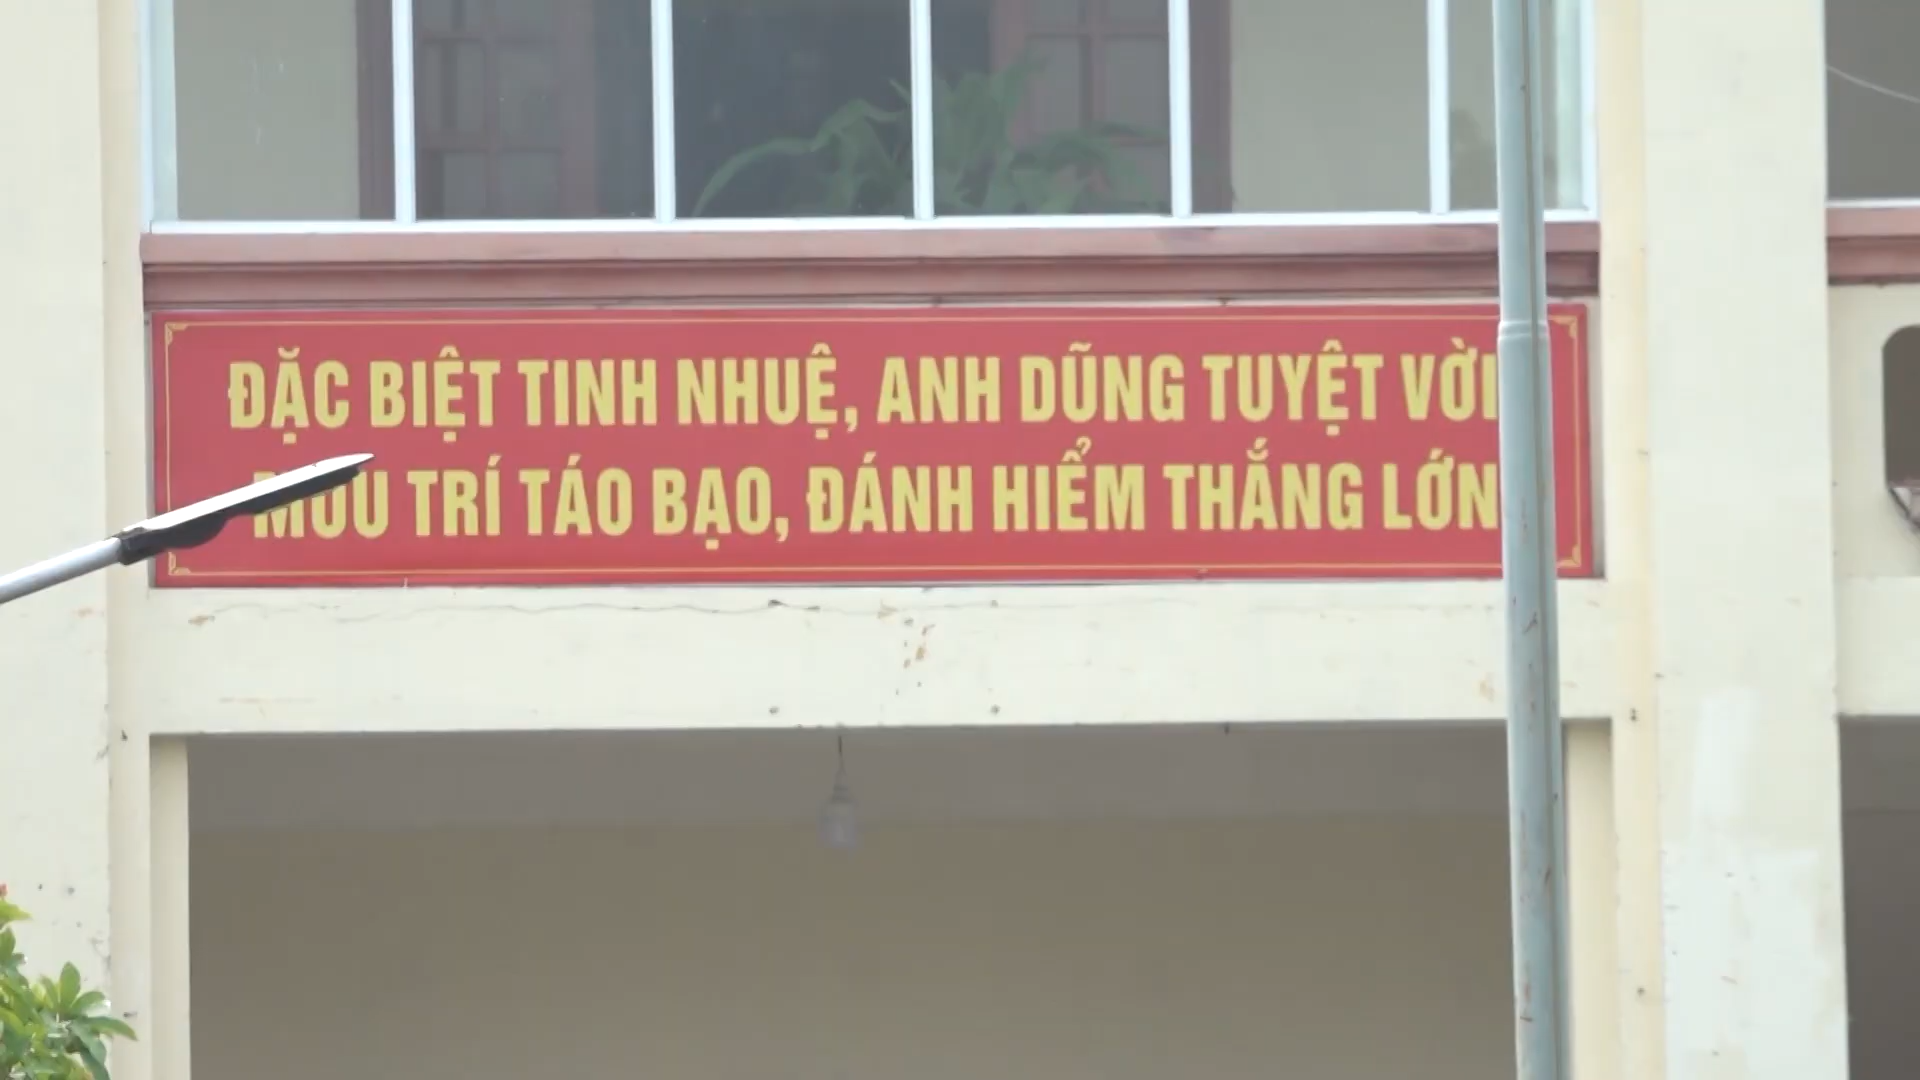 ĐẶC BIỆT TINH NHUỆ, ANH DŨNG TUYỆT VỜI
MƯU TRÍ TÁO BẠO, ĐÁNH HIỂM THẮNG LỚN